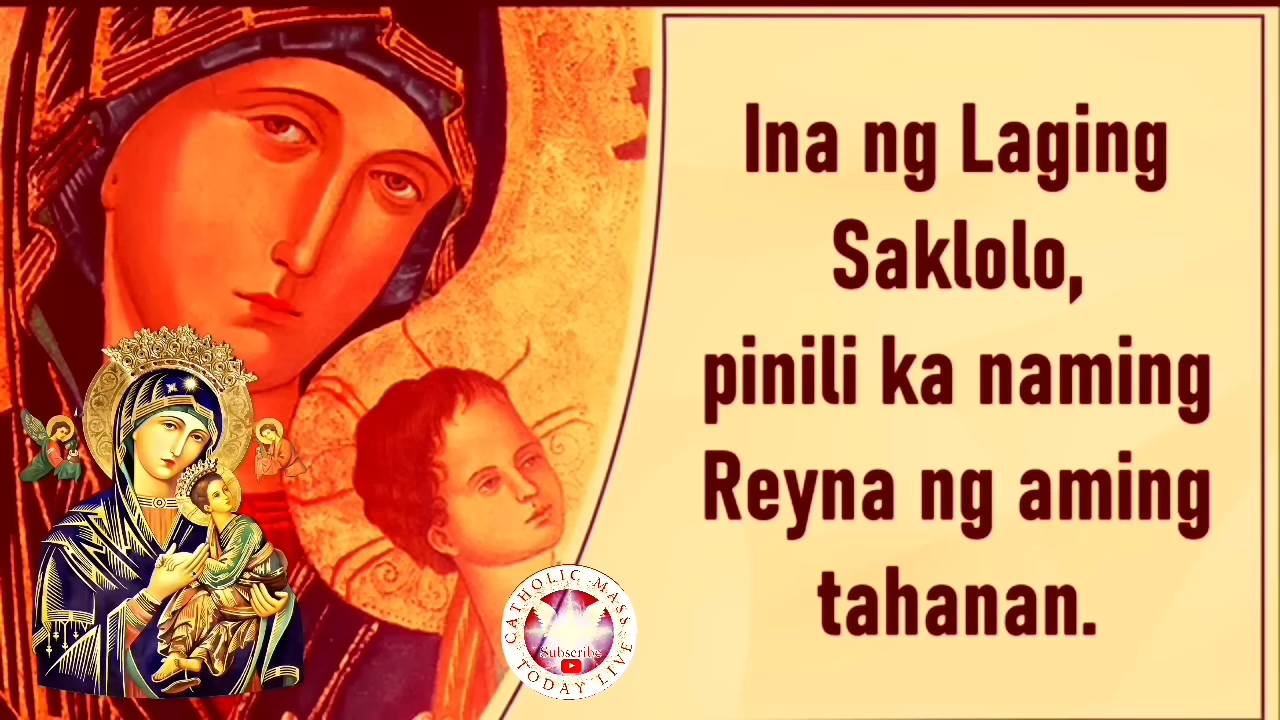 Ina ng Laging
Saklolo,
pinili ka naming
Reyna ng aming
tahanan.
CATHOLIC MASS
Subscribe
TODAY LIVE